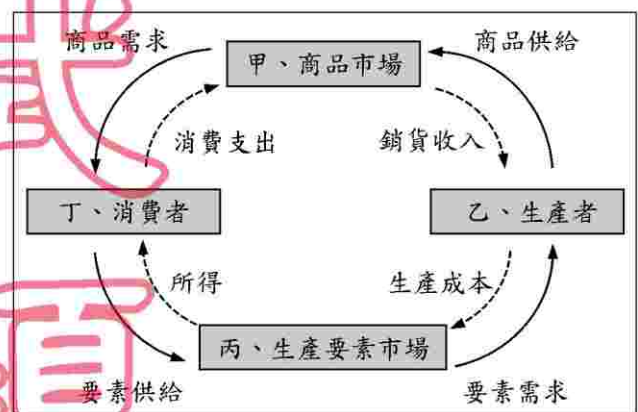 商品需求
商品供給
甲、商品市場
消費支出
銷貨收入
丁、消費者
乙、生產者
所得
生產成本
丙、生產要素市場
要素供給
要素需求